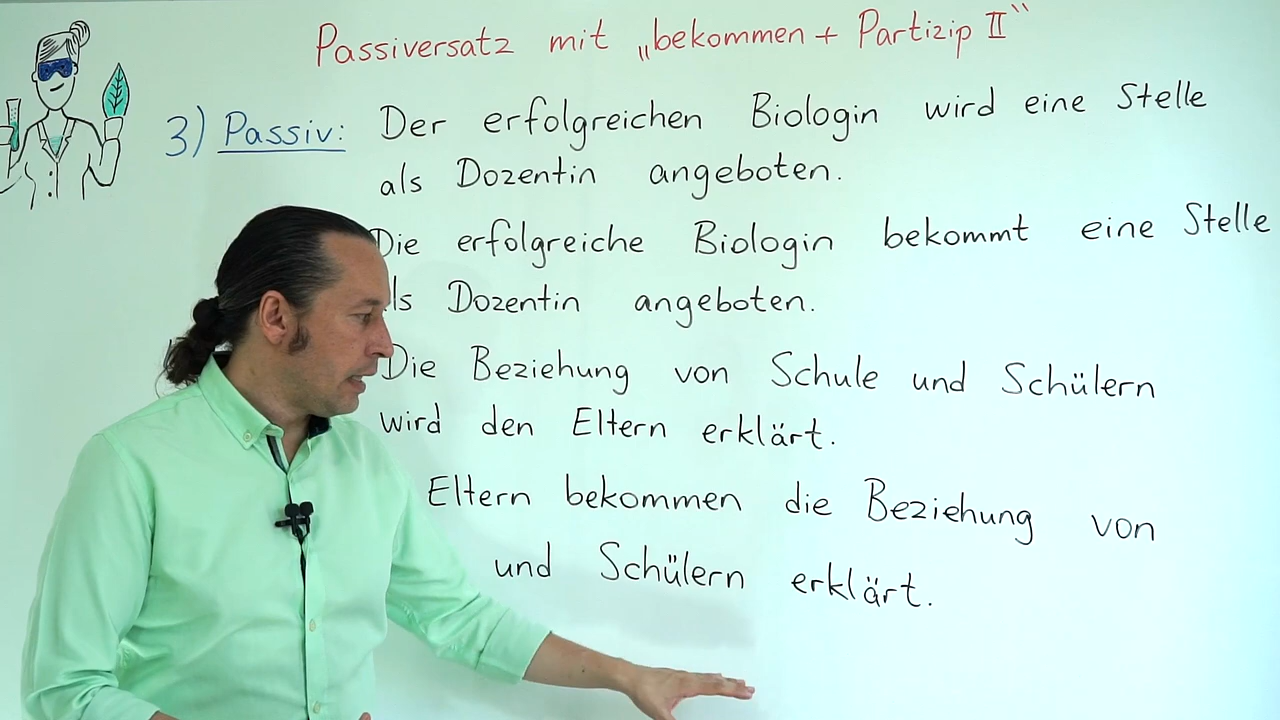 Passiversatz mit „bekommen + Partizip II“
3) Passiv: Der erfolgreichen Biologin wird eine Stelle
als Dozentin angeboten.
Die erfolgreiche Biologin bekommt eine Stelle
ls Dozentin angeboten.
Die Beziehung von Schule und Schülern
wird den Eltern erklärt.
Eltern bekommen die Beziehung von
und Schülern erklärt.